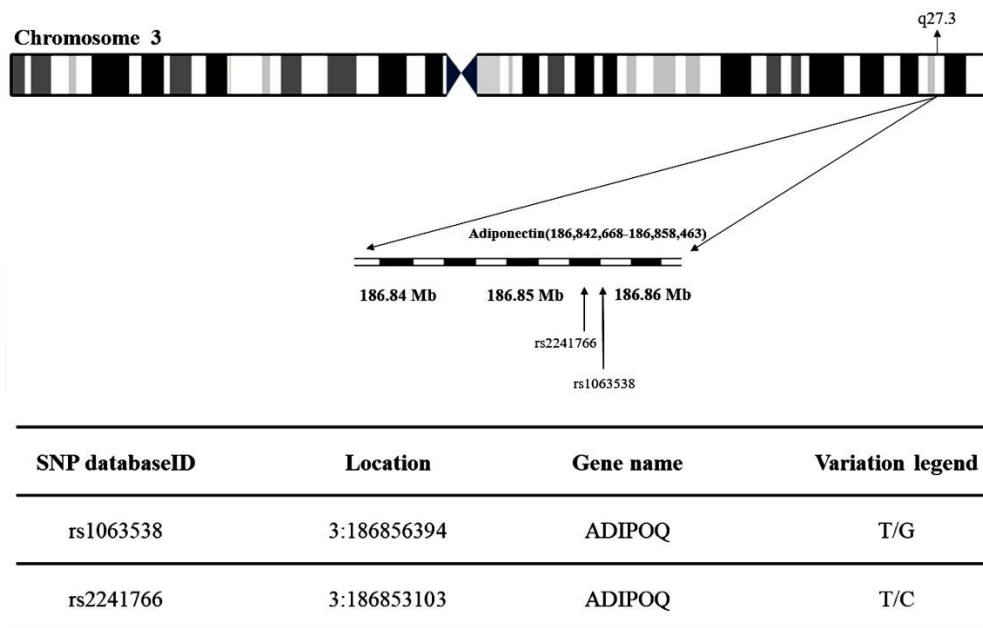 q27.3
Chromosome 3
Adiponectin(186,842,668-186,858,463)
186.84 Mb 186.85 Mb 186.86 Mb
rs2241766
rs1063538
SNP databaseID Location Gene name Variation legend
rs1063538 3:186856394 ADIPOQ T/G
rs2241766 3:186853103 ADIPOQ T/C